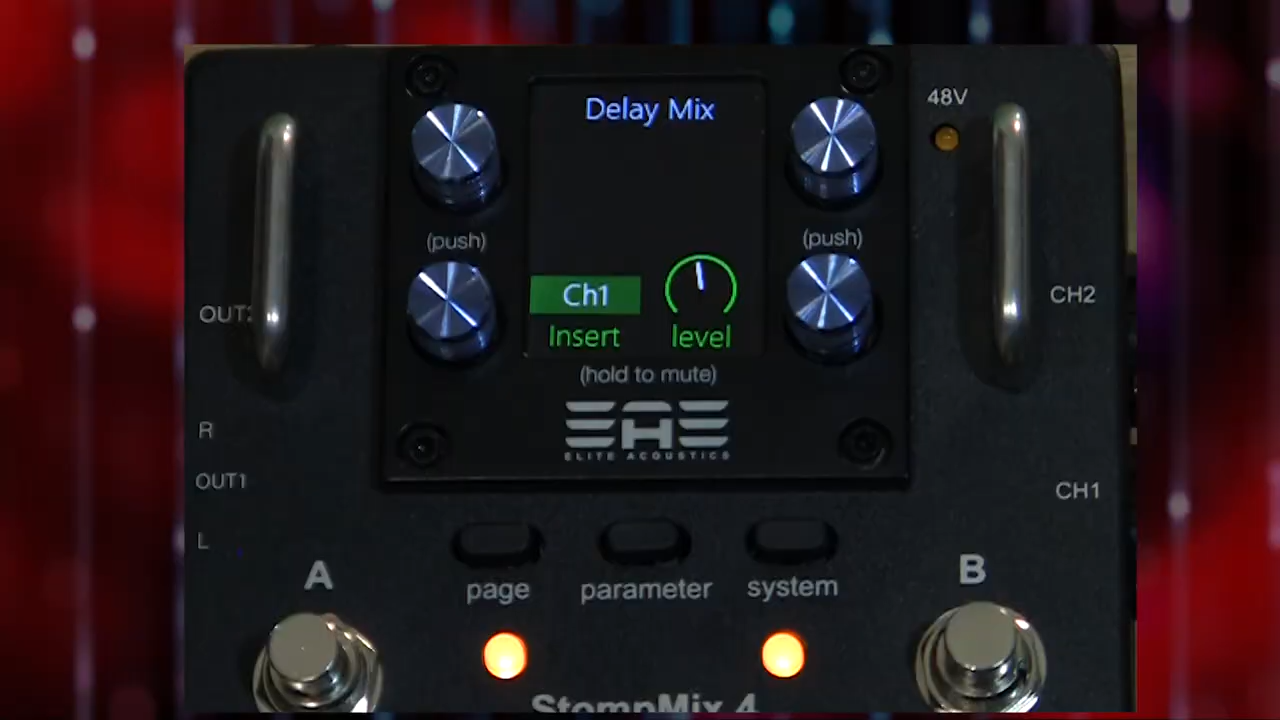 Delay Mix
48V
(push)
(push)
Ch1
CH2
Insert
level
(hold to mute)
EAE
ELITE ACOUSTICS
R
OUT1
CH1
L
A
B
page
parameter
system
StompMix 4